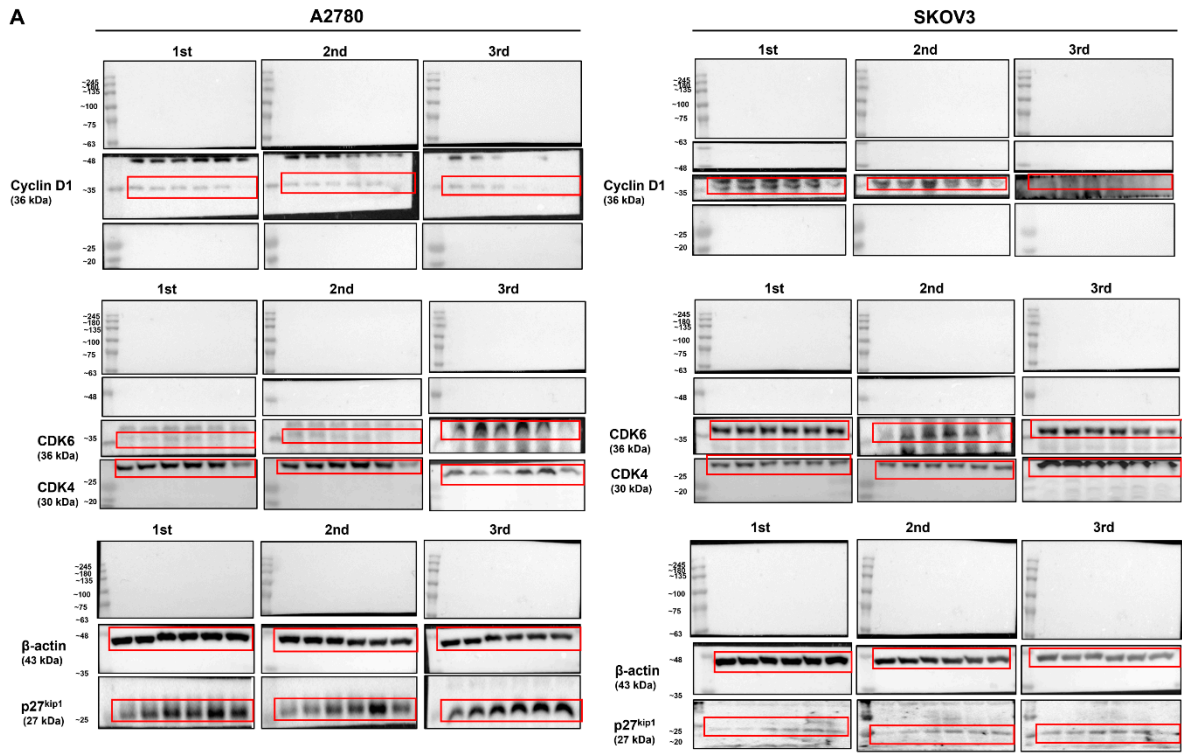 A
A2780
SKOV3
1st 2nd 3rd
~245
~180
~135
~100
~75
~63
~48
Cyclin D1
(36 kDa)
~35
~25
~20
1st 2nd 3rd
~245
~180
~135
~100
~75
~63
~48
CDK6
(36 kDa)
~35
CDK4
(30 kDa)
~25
~20
1st 2nd 3rd
~245
~180
~135
~100
~75
~63
β-actin
(43 kDa)
~48
~35
p27kip1
(27 kDa)
~25
1st 2nd 3rd
~245
~180
~135
~100
~75
~63
~63
~48
Cyclin D1
(36 kDa)
~35
~25
~20
1st 2nd 3rd
~245
~180
~135
~100
~75
~63
~48
CDK6
(36 kDa)
~35
CDK4
(30 kDa)
~25
~20
1st 2nd 3rd
~245
~180
~135
~100
~75
~63
β-actin
(43 kDa)
~48
~35
p27kip1
(27 kDa)
~25
~20